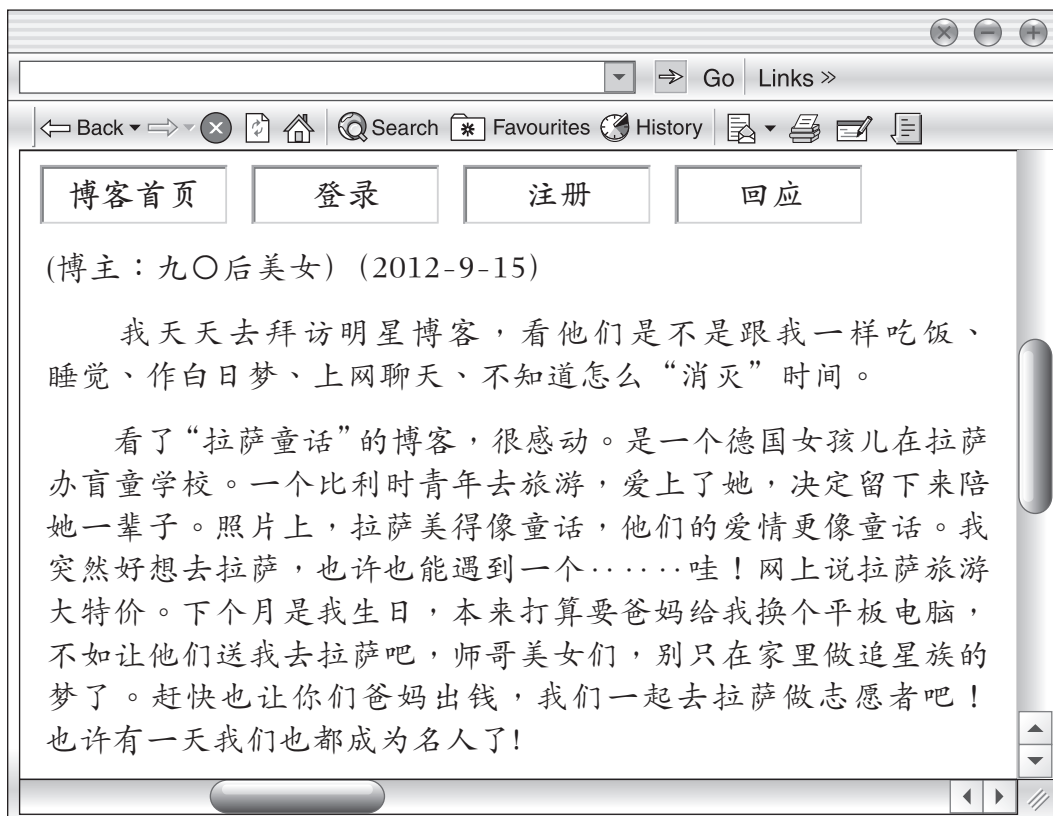 Go Links »
Back Search Favourites History
博客首页 登录 注册 回应
(博主：九〇后美女) (2012-9-15)
我天天去拜访明星博客，看他们是不是跟我一样吃饭、
睡觉、作白日梦、上网聊天、不知道怎么“消灭”时间。
看了“拉萨童话”的博客，很感动。是一个德国女孩儿在拉萨
办盲童学校。一个比利时青年去旅游，爱上了她，决定留下来陪
她一辈子。照片上，拉萨美得像童话，他们的爱情更像童话。我
突然好想去拉萨，也许也能遇到一个……哇！网上说拉萨旅游
大特价。下个月是我生日，本来打算要爸妈给我换个平板电脑，
不如让他们送我去拉萨吧，师哥美女们，别只在家里做追星族的
梦了。赶快也让你们爸妈出钱，我们一起去拉萨做志愿者吧！
也许有一天我们也都成为名人了!